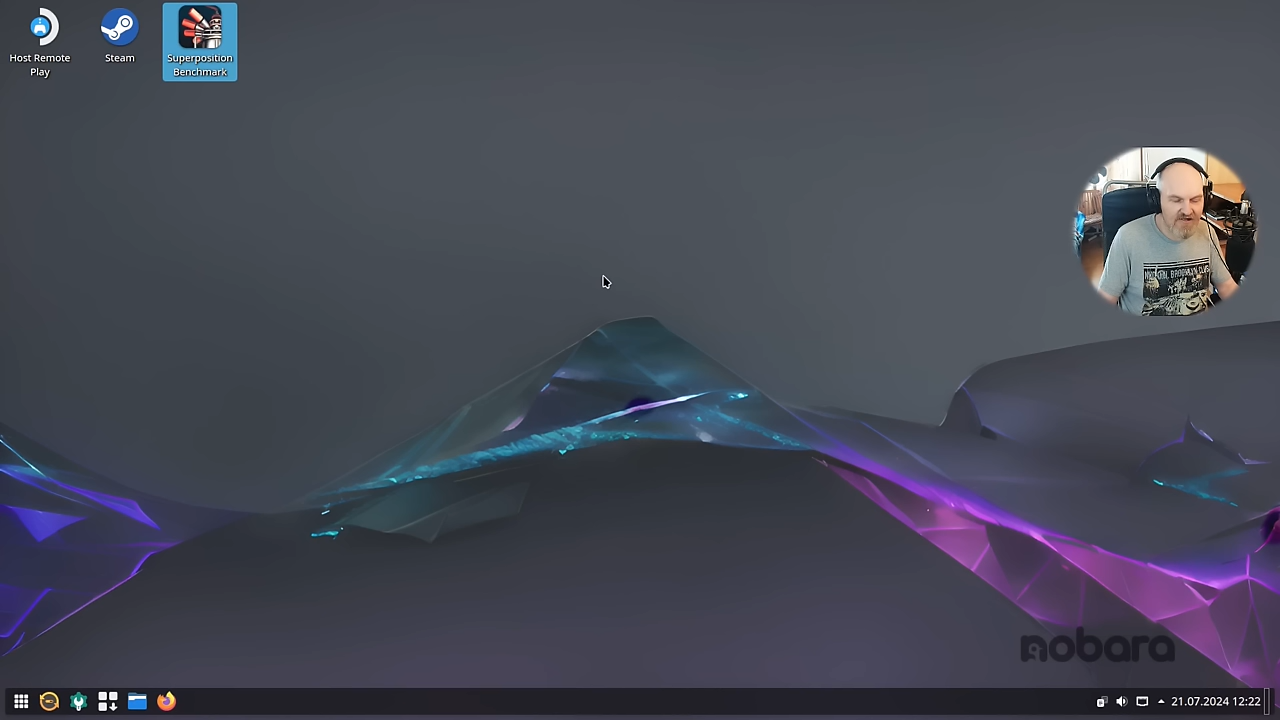 Host Remote
Play
Steam
Superposition
Benchmark
nobara
21.07.2024 12:22